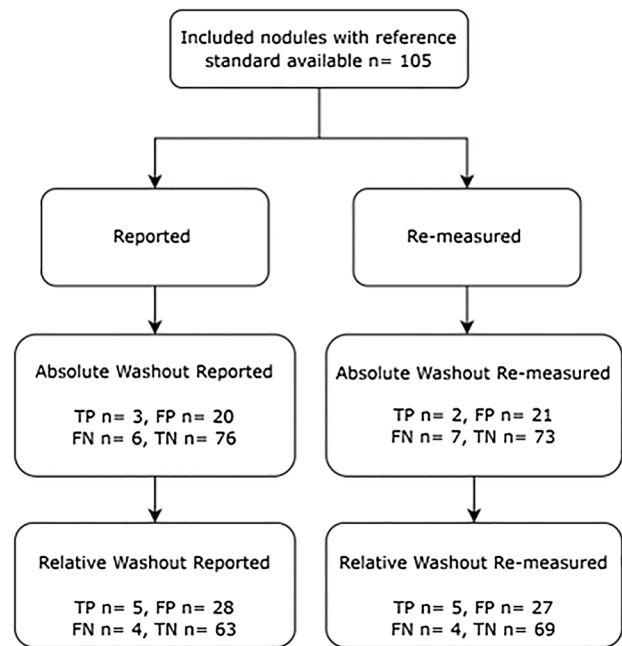 Included nodules with reference
standard available n= 105
Reported
Re-measured
Absolute Washout Reported
TP n= 3, FP n= 20
FN n= 6, TN n= 76
Absolute Washout Re-measured
TP n= 2, FP n= 21
FN n= 7, TN n= 73
Relative Washout Reported
TP n= 5, FP n= 28
FN n= 4, TN n= 63
Relative Washout Re-measured
TP n= 5, FP n= 27
FN n= 4, TN n= 69